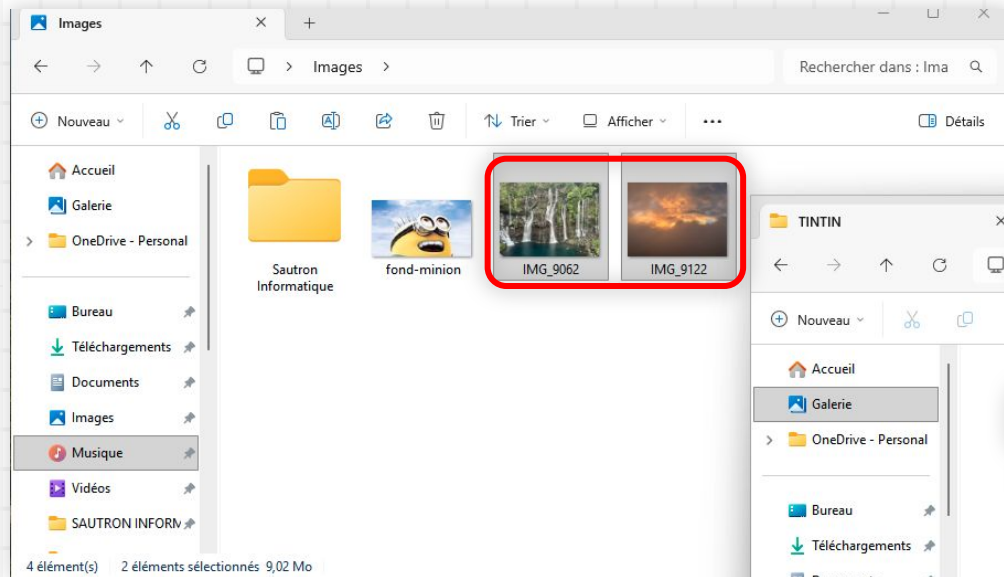 Images
Images
Rechercher dans : Ima
Nouveau
Trier
Afficher
Détails
Accueil
Galerie
OneDrive - Personal
Bureau
Téléchargements
Documents
Images
Musique
Vidéos
SAUTRON INFORM
Sautron
Informatique
fond-minion
IMG_9062
IMG_9122
4 élément(s)
2 éléments sélectionnés 9,02 Mo
TINTIN
Nouveau
Accueil
Galerie
OneDrive - Personal
Bureau
Téléchargements